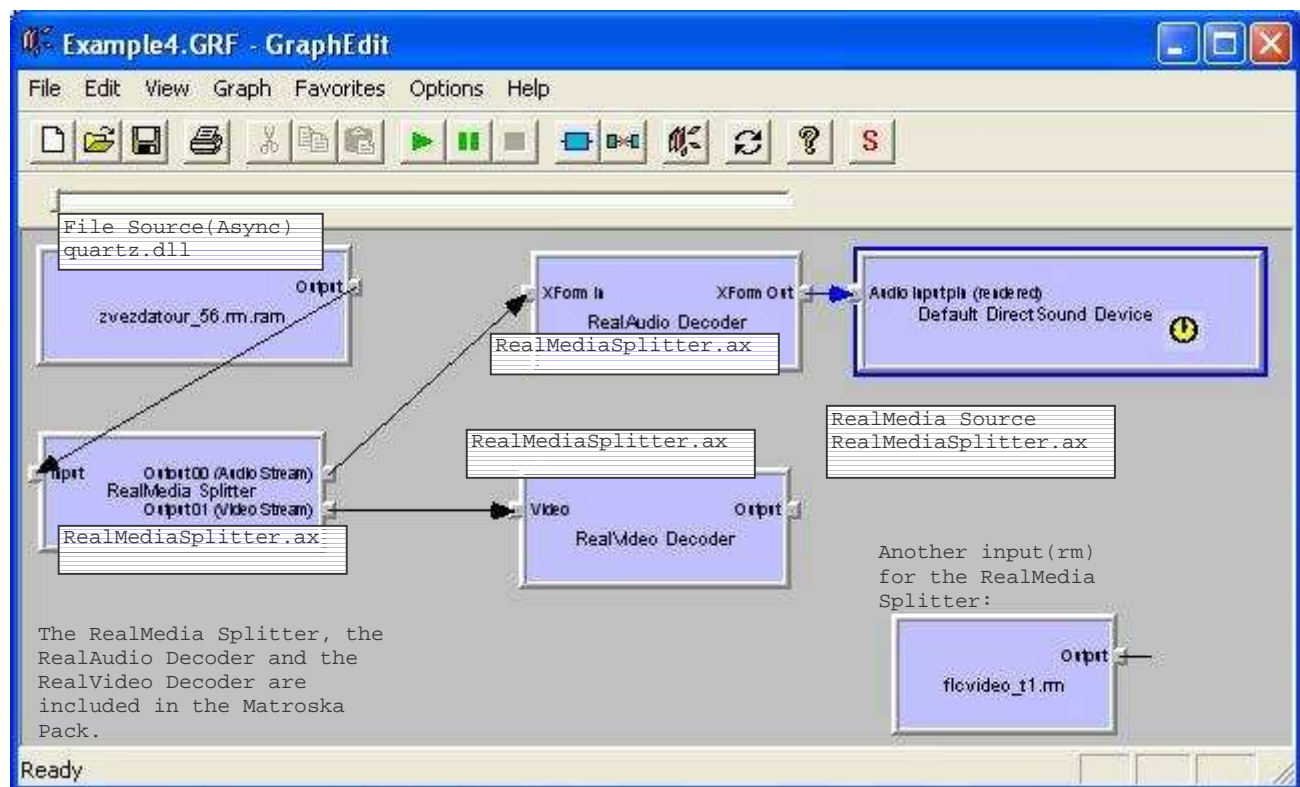 Example4.GRF - GraphEdit
File Edit View Graph Favorites Options Help
S
File Source(Async)
quartz.dll
Output
zvezdatour_56.rm.ram
XForm In XForm Out
RealAudio Decoder
RealMediaSplitter.ax
Audio Inputpin (rendered)
Default DirectSound Device
Input Output00 (Audio Stream)
RealMedia Splitter
Output01 (Video Stream)
RealMediaSplitter.ax
RealMediaSplitter.ax
Video Output
RealVideo Decoder
RealMedia Source
RealMediaSplitter.ax
Another input(rm)
for the RealMedia
Splitter:
Output
flcvideo_t1.rm
The RealMedia Splitter, the
RealAudio Decoder and the
RealVideo Decoder are
included in the Matroska
Pack.
Ready